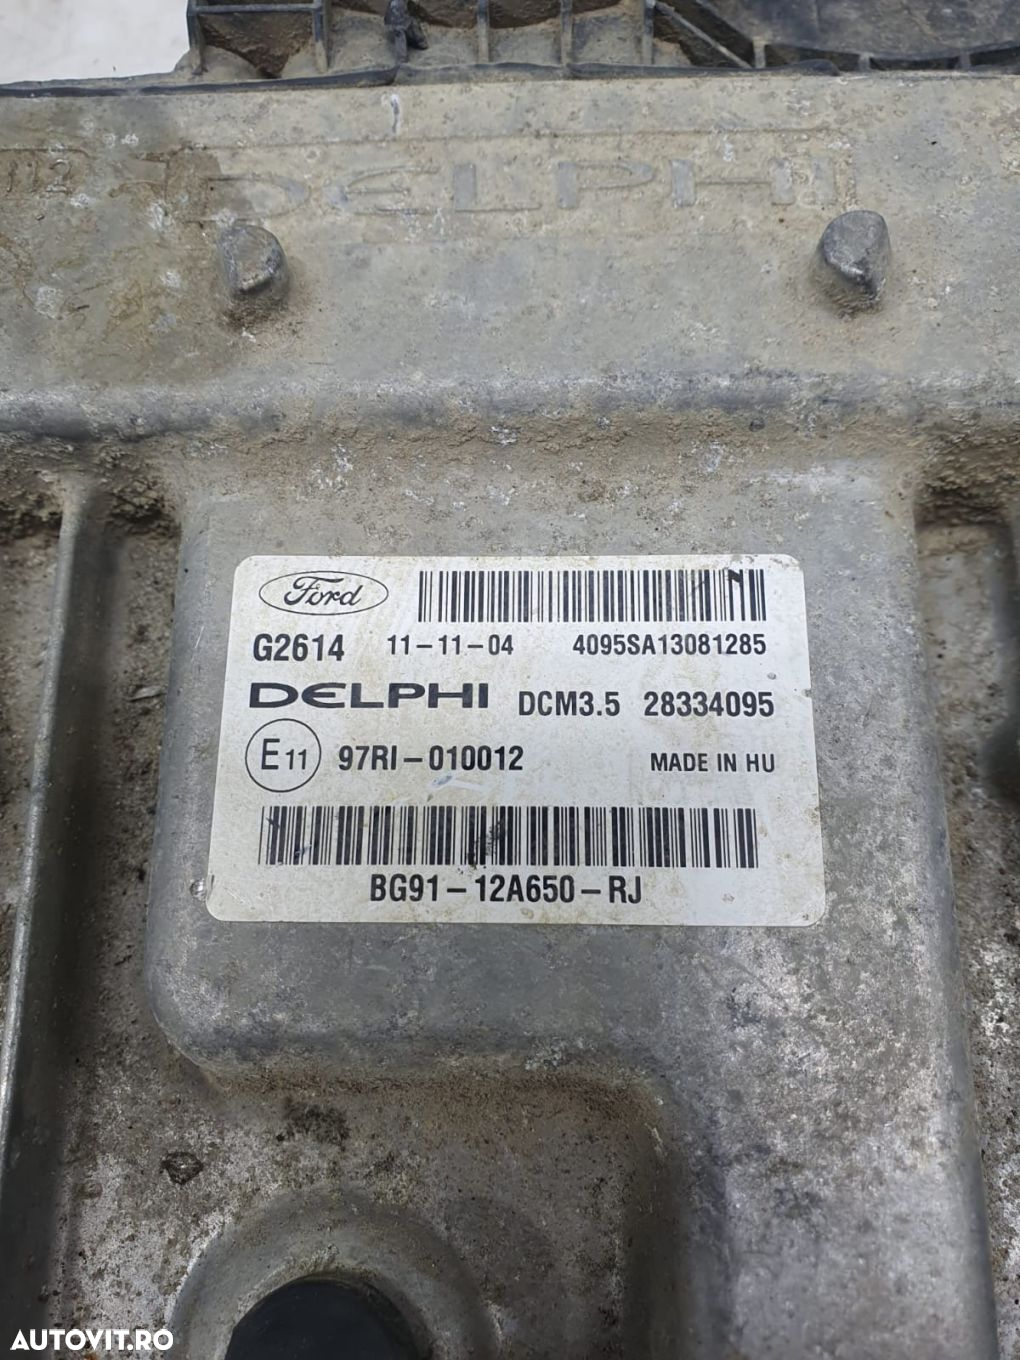 112
DELPHI
Ford
G2614 11-11-04 4095SA13081285
DELPHI DCM3.5 28334095
E11 97RI-010012 MADE IN HU
BG91-12A650-RJ
AUTOVIT.RO